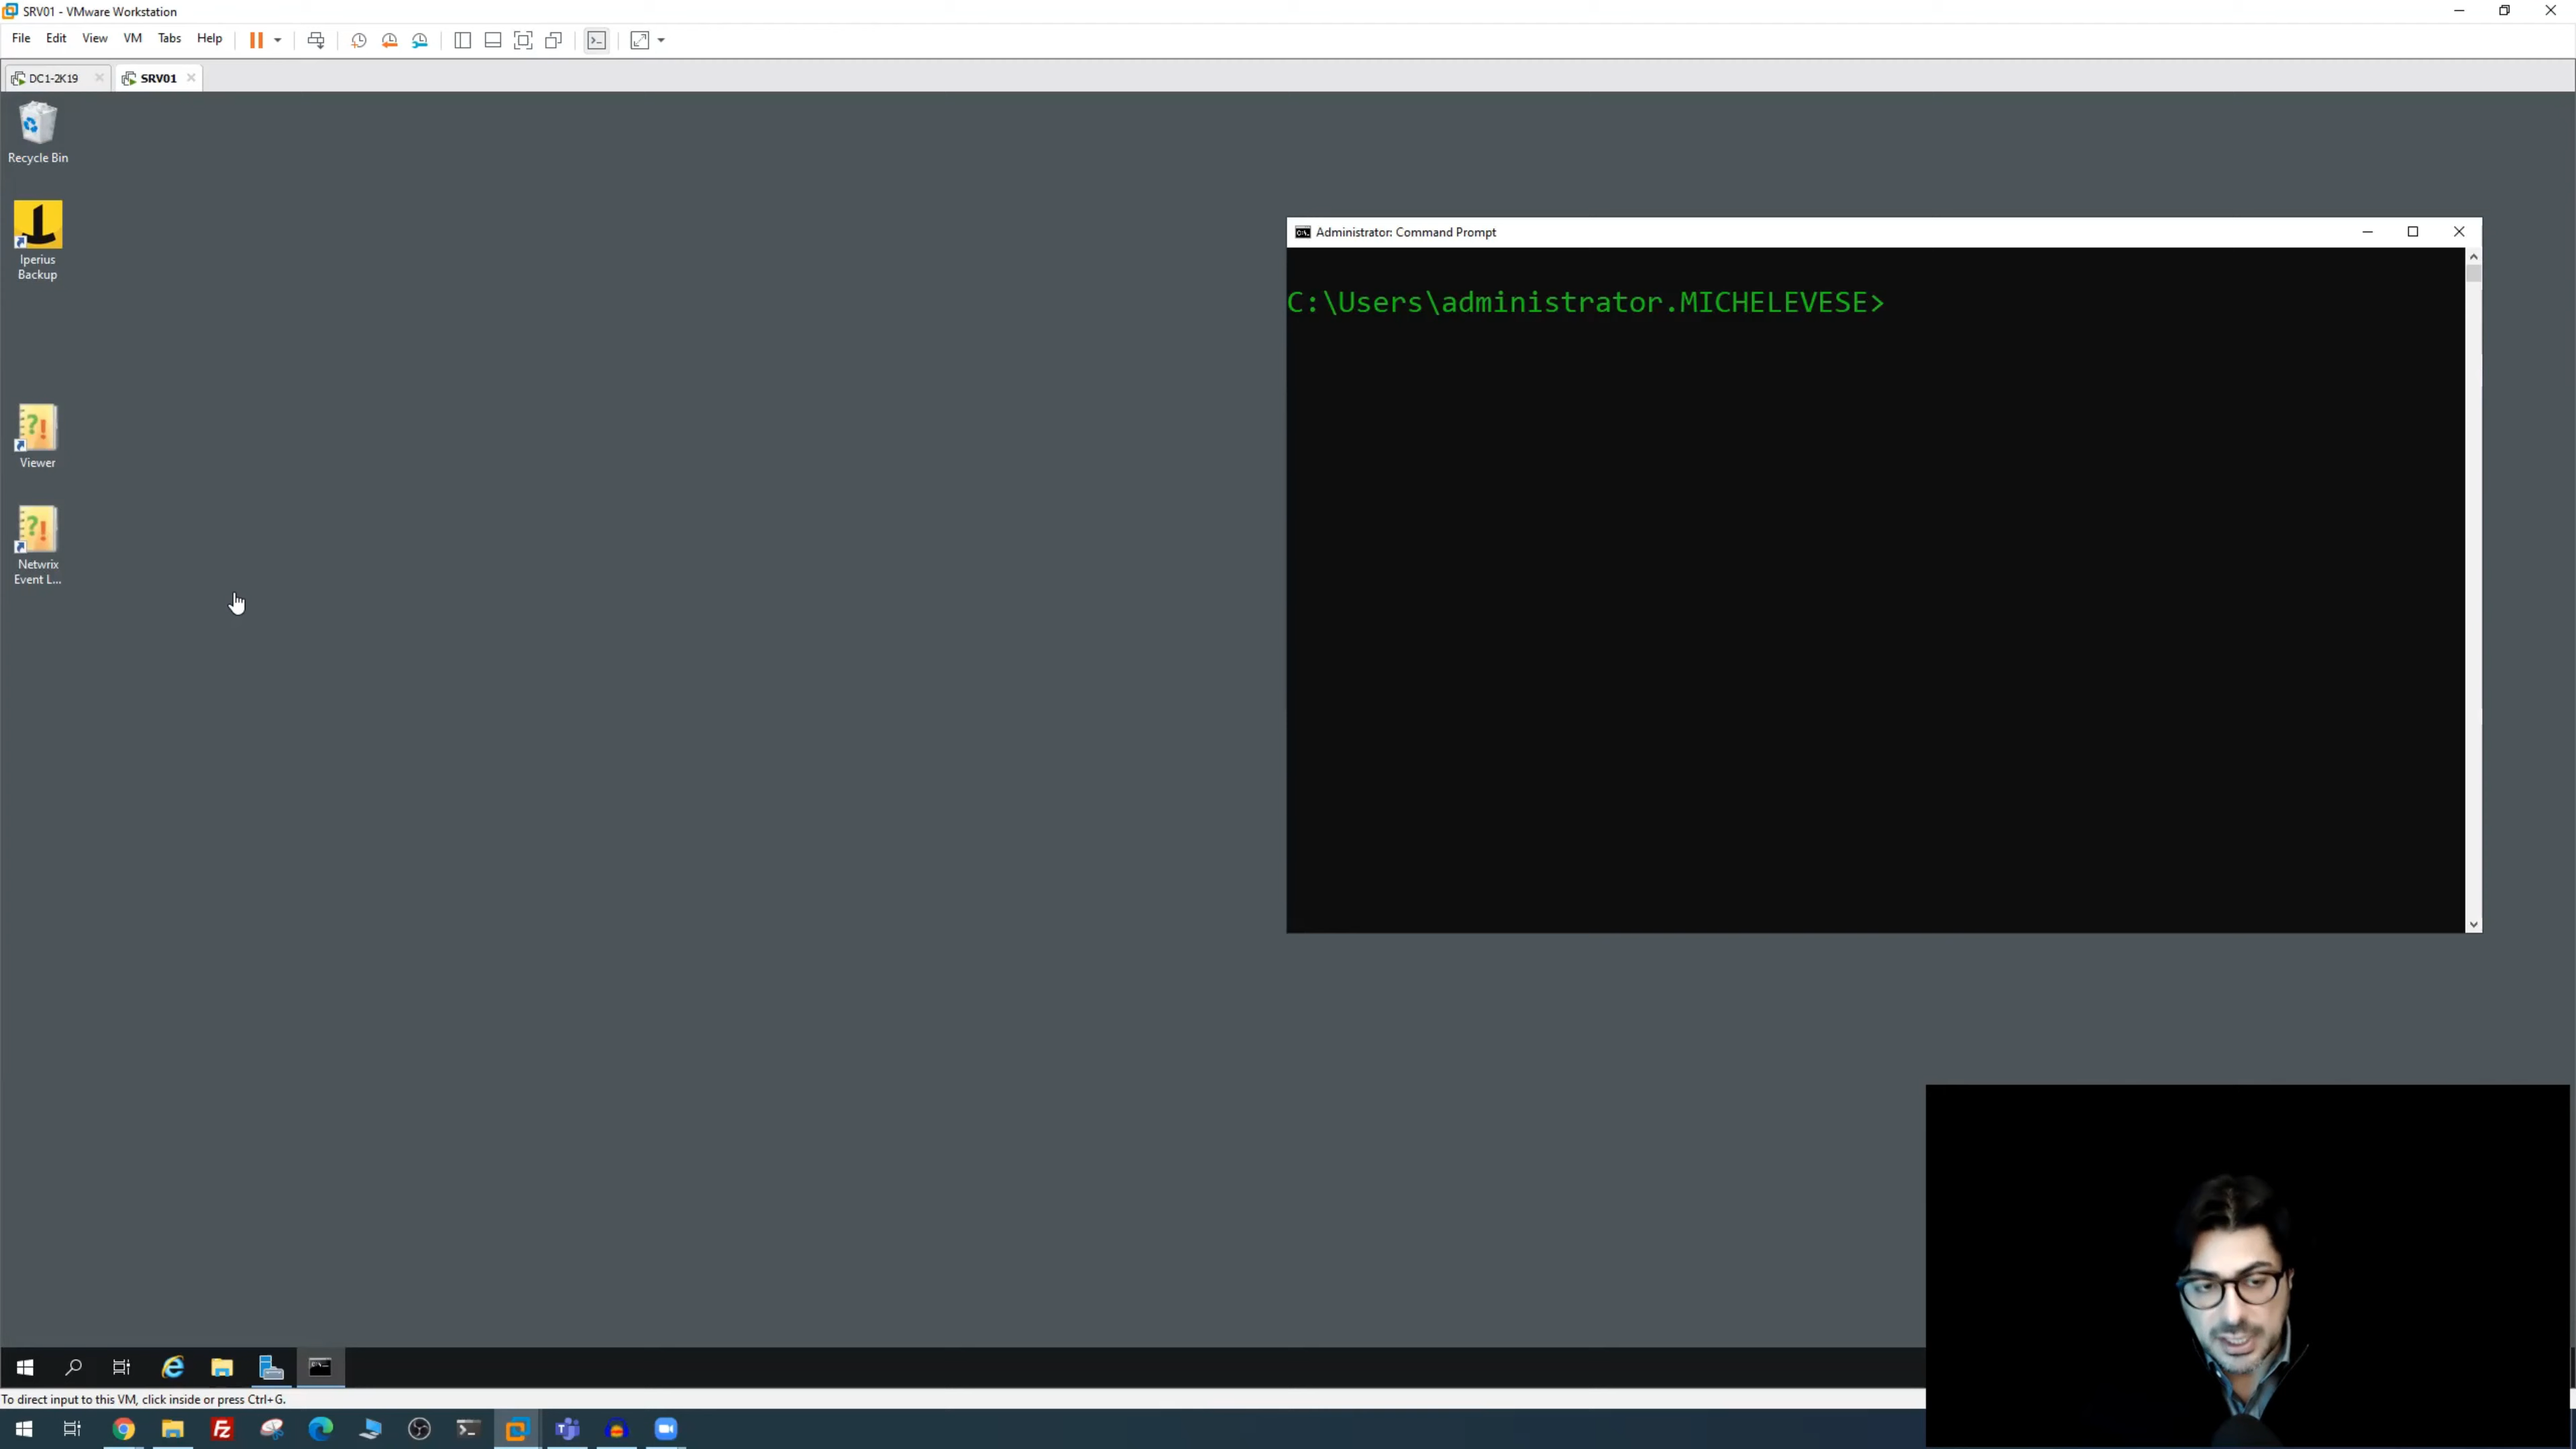 SRV01 - VMware Workstation
File Edit View VM Tabs Help
DC1-2K19
SRV01
Recycle Bin
Iperius
Backup
Viewer
Netwrix
Event L...
Administrator: Command Prompt
C:\Users\administrator.MICHELEVESE>
To direct input to this VM, click inside or press Ctrl+G.